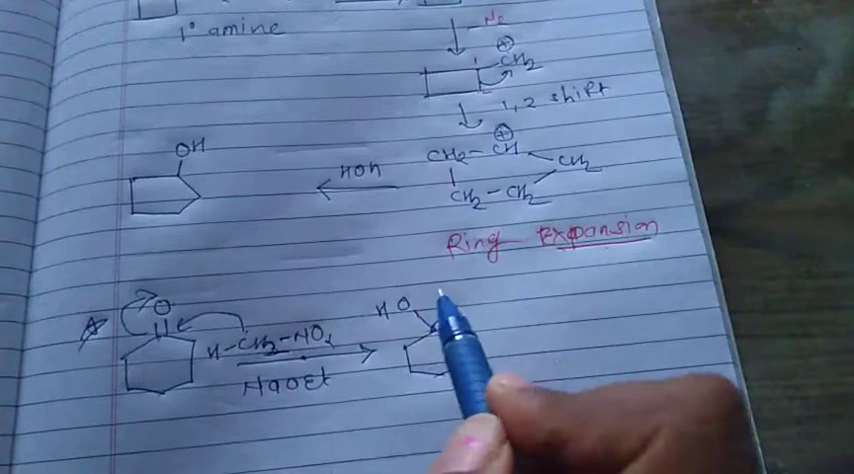 1° amine
-N₂
⊕
CH₂
1,2 shift
⊕
CH₂ - CH
CH₂
CH₂ - CH₂
OH
HOH
Ring Expansion
O
H - CH₂ - NO₂
NaOEt
HO